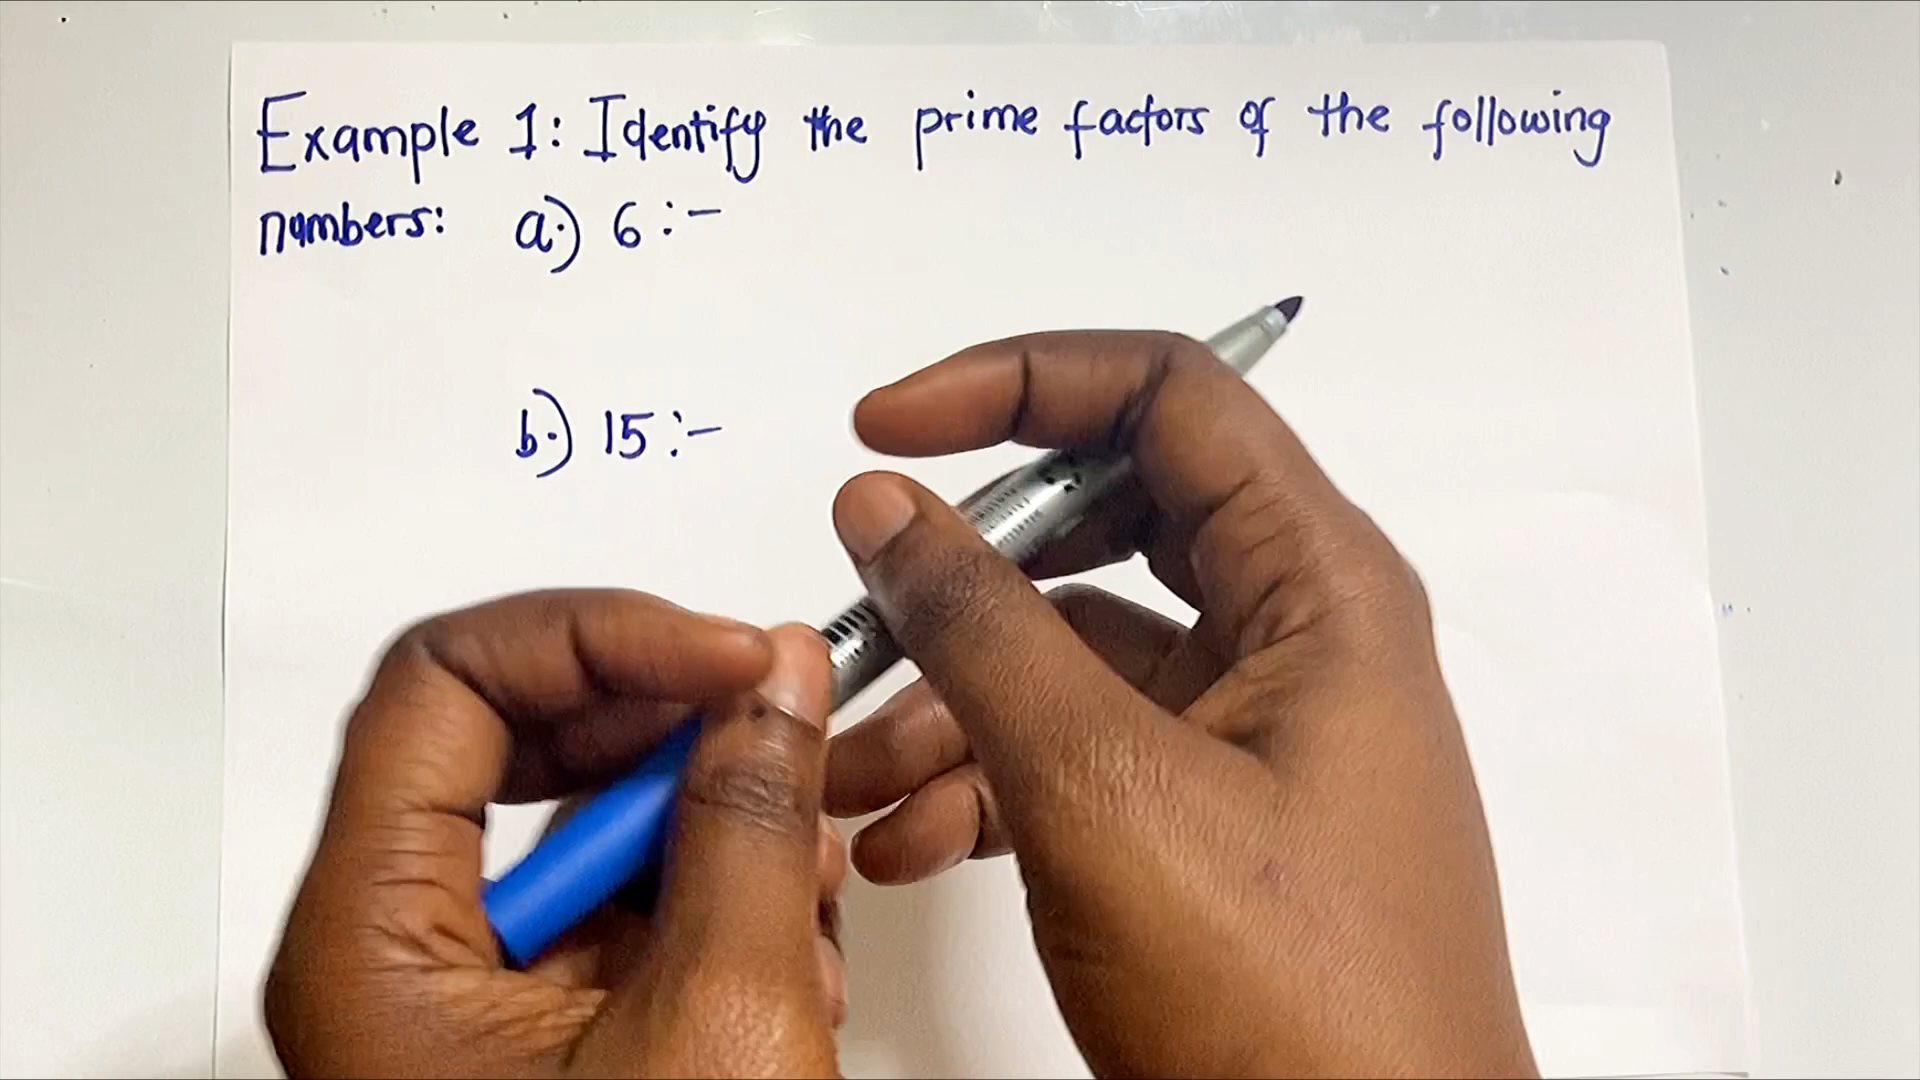 Example 1: Identify the prime factors of the following
numbers: a.) 6 :-
b.) 15 :-